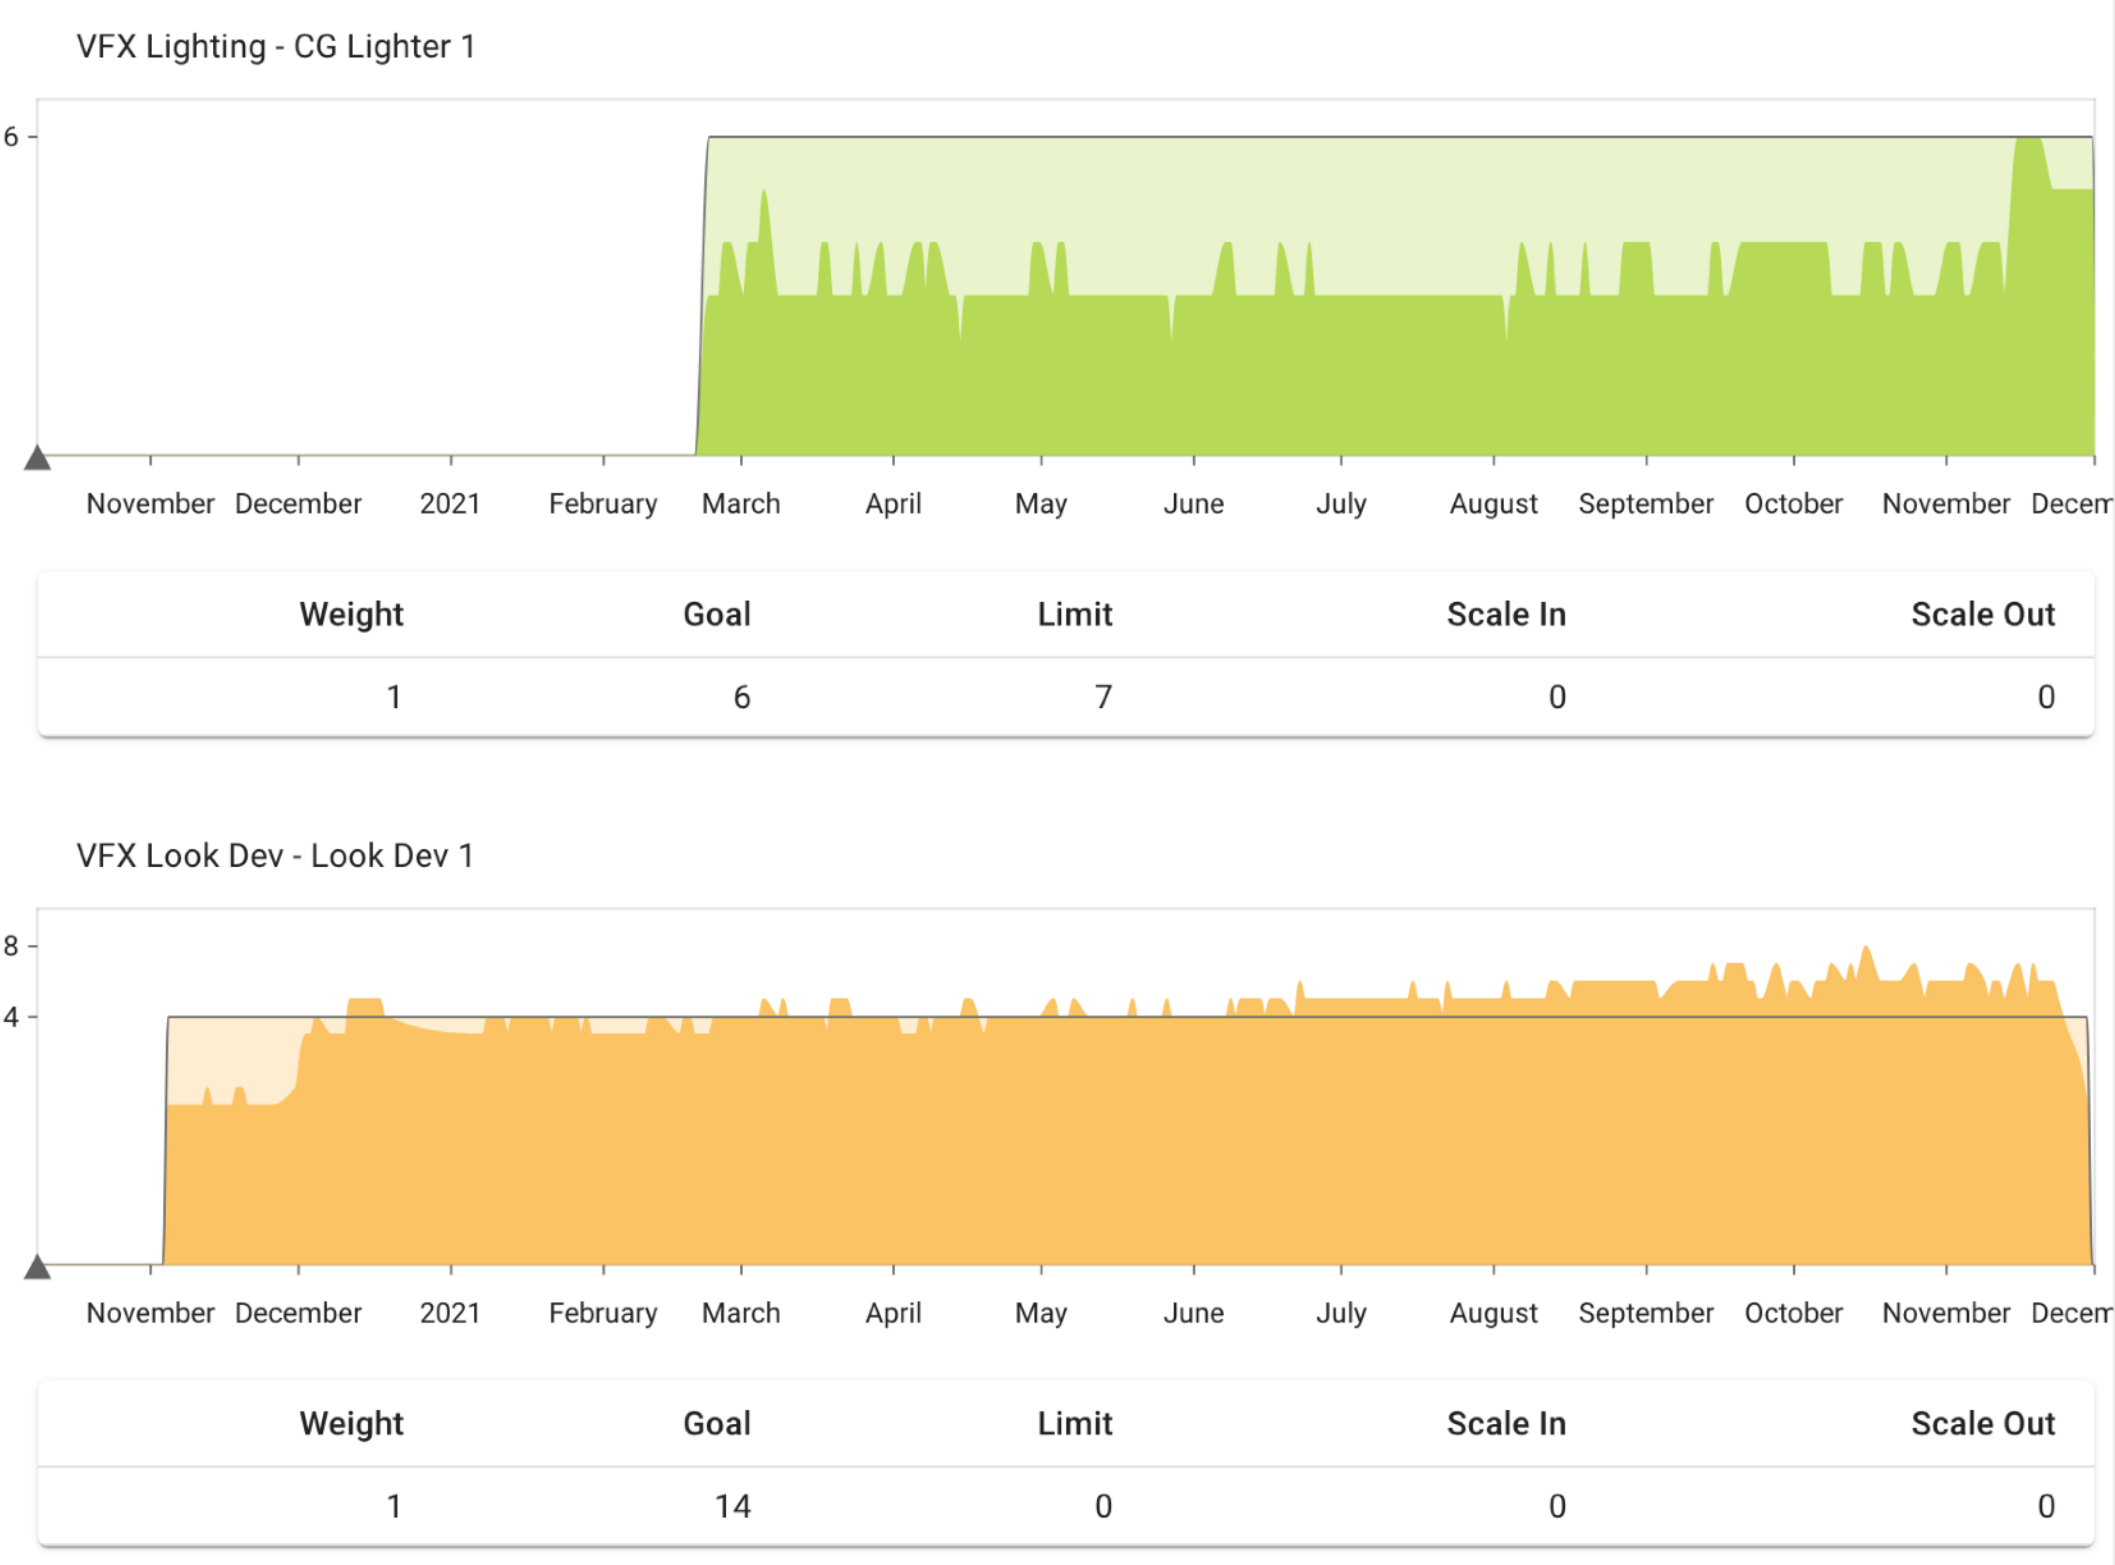 VFX Lighting - CG Lighter 1
6
November December 2021 February March April May June July August September October November Decem
Weight Goal Limit Scale In Scale Out
1 6 7 0 0
VFX Look Dev - Look Dev 1
8
4
November December 2021 February March April May June July August September October November Decem
Weight Goal Limit Scale In Scale Out
1 14 0 0 0